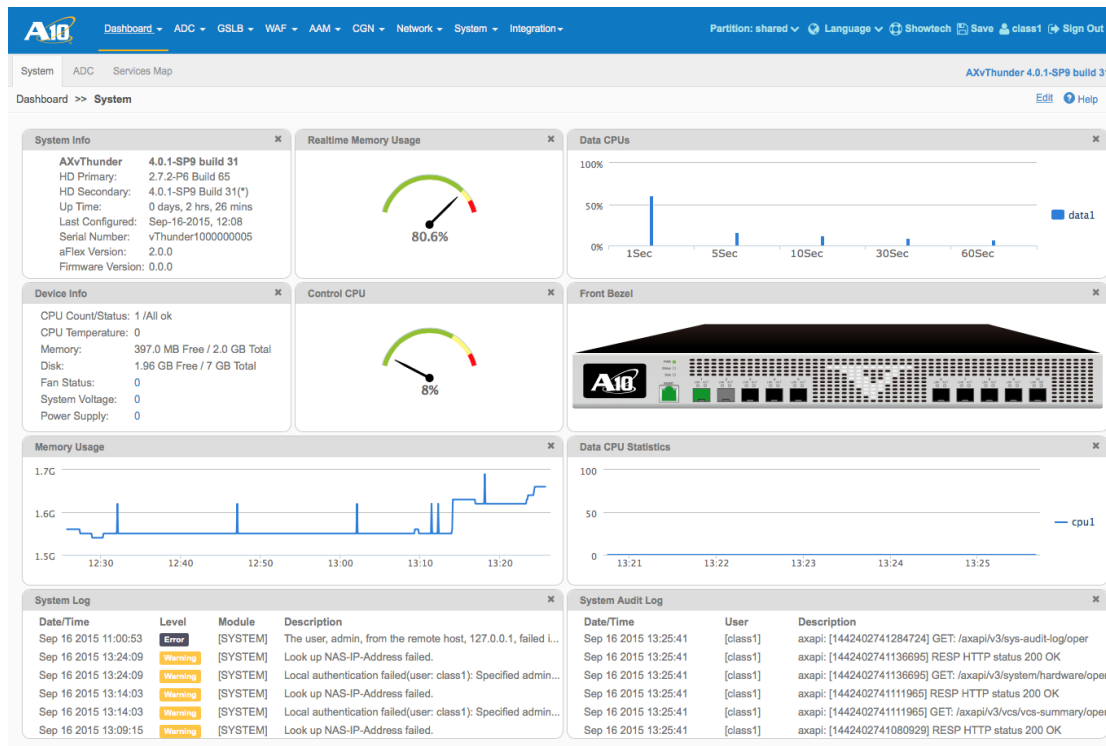 A10
Dashboard ADC GSLB WAF AAM CGN Network System Integration
Partition: shared Language Showtech Save class1 Sign Out
System ADC Services Map
AXvThunder 4.0.1-SP9 build 31
Dashboard >> System
Edit Help
System Info
AXvThunder 4.0.1-SP9 build 31
HD Primary: 2.7.2-P6 Build 65
HD Secondary: 4.0.1-SP9 Build 31(*)
Up Time: 0 days, 2 hrs, 26 mins
Last Configured: Sep-16-2015, 12:08
Serial Number: vThunder1000000005
aFlex Version: 2.0.0
Firmware Version: 0.0.0
Realtime Memory Usage
80.6%
Data CPUs
100%
50%
0%
1Sec 5Sec 10Sec 30Sec 60Sec
data1
Device Info
CPU Count/Status: 1 /All ok
CPU Temperature: 0
Memory: 397.0 MB Free / 2.0 GB Total
Disk: 1.96 GB Free / 7 GB Total
Fan Status: 0
System Voltage: 0
Power Supply: 0
Control CPU
8%
Front Bezel
A10
Memory Usage
1.7G
1.6G
1.5G
12:30 12:40 12:50 13:00 13:10 13:20
Data CPU Statistics
100
50
0
13:21 13:22 13:23 13:24 13:25
cpu1
System Log
Date/Time Level Module Description
Sep 16 2015 11:00:53 Error [SYSTEM] The user, admin, from the remote host, 127.0.0.1, failed i...
Sep 16 2015 13:24:09 Warning [SYSTEM] Look up NAS-IP-Address failed.
Sep 16 2015 13:24:09 Warning [SYSTEM] Local authentication failed(user: class1): Specified admin...
Sep 16 2015 13:14:03 Warning [SYSTEM] Look up NAS-IP-Address failed.
Sep 16 2015 13:14:03 Warning [SYSTEM] Local authentication failed(user: class1): Specified admin...
Sep 16 2015 13:09:15 Warning [SYSTEM] Look up NAS-IP-Address failed.
System Audit Log
Date/Time User Description
Sep 16 2015 13:25:41 [class1] axapi: [1442402741284724] GET: /axapi/v3/sys-audit-log/oper
Sep 16 2015 13:25:41 [class1] axapi: [1442402741136695] RESP HTTP status 200 OK
Sep 16 2015 13:25:41 [class1] axapi: [1442402741136695] GET: /axapi/v3/system/hardware/oper
Sep 16 2015 13:25:41 [class1] axapi: [1442402741111965] RESP HTTP status 200 OK
Sep 16 2015 13:25:41 [class1] axapi: [1442402741111965] GET: /axapi/v3/vcs/vcs-summary/oper
Sep 16 2015 13:25:41 [class1] axapi: [1442402741080929] RESP HTTP status 200 OK